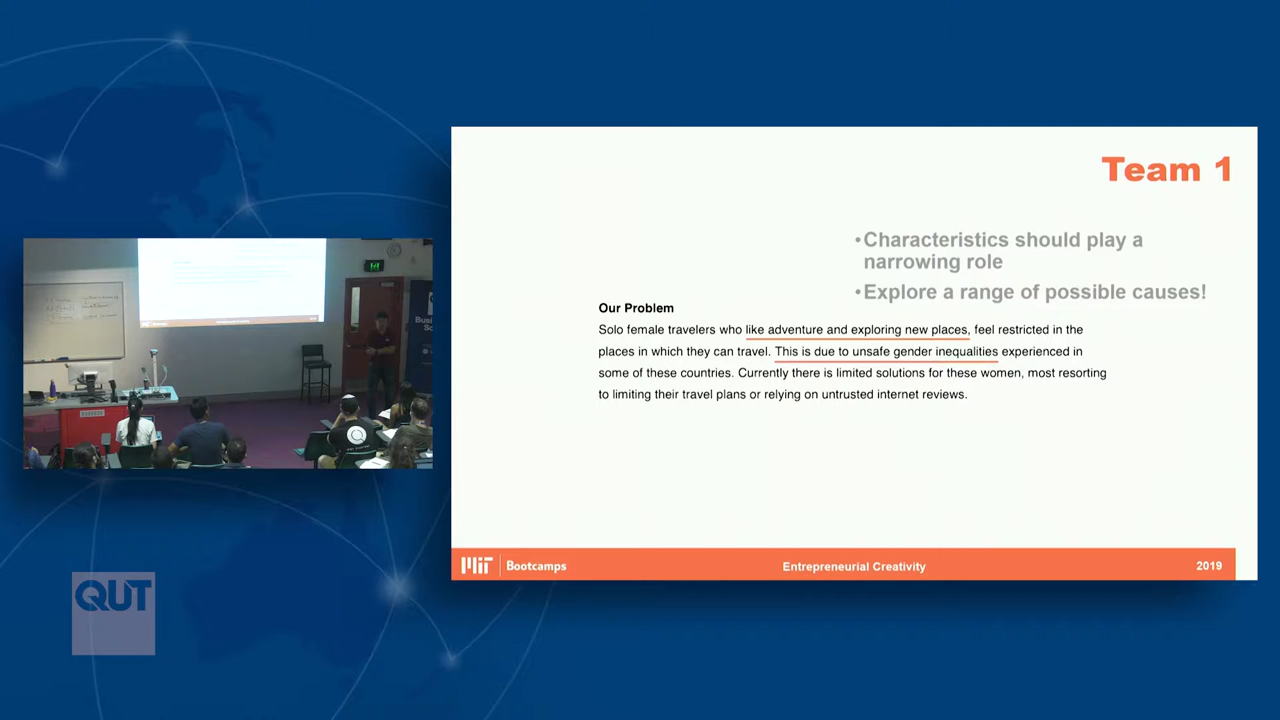 Team 1
•Characteristics should play a
narrowing role
•Explore a range of possible causes!
Our Problem
Solo female travelers who like adventure and exploring new places, feel restricted in the
places in which they can travel. This is due to unsafe gender inequalities experienced in
some of these countries. Currently there is limited solutions for these women, most resorting
to limiting their travel plans or relying on untrusted internet reviews.
MIT Bootcamps
Entrepreneurial Creativity
2019
QUT